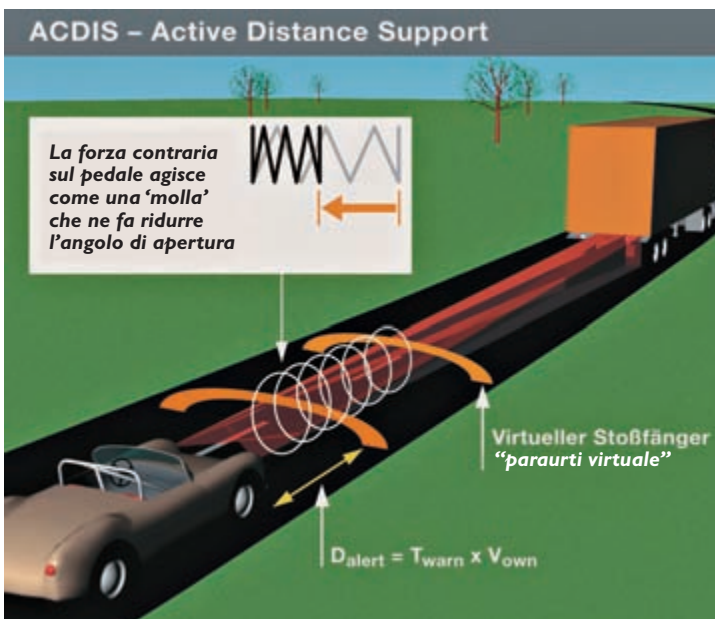 ACDIS – Active Distance Support
La forza contraria
sul pedale agisce
come una ‘molla’
che ne fa ridurre
l’angolo di apertura
Virtueller Stoßfänger
“paraurti virtuale”
Dalert = Twarn x Vown